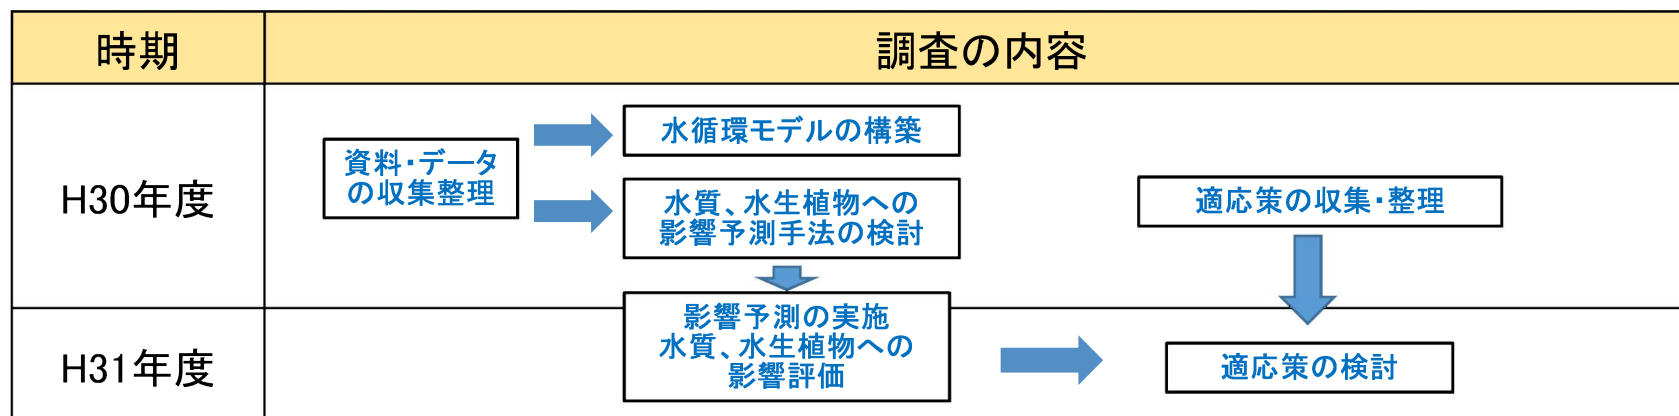 時期
調査の内容
H30年度
資料・データ
の収集整理
水循環モデルの構築
水質、水生植物への
影響予測手法の検討
適応策の収集・整理
影響予測の実施
水質、水生植物への
影響評価
H31年度
適応策の検討